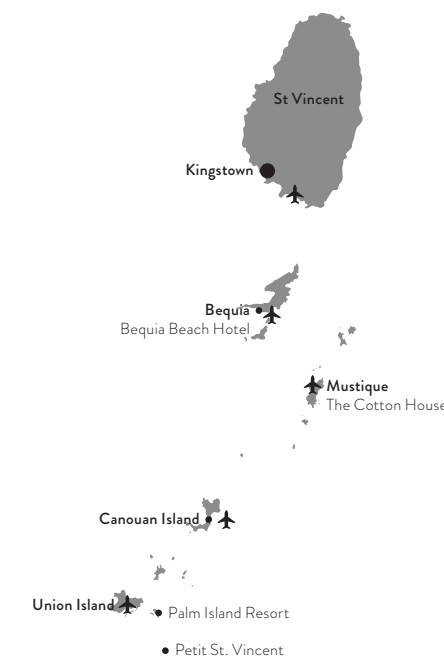 St Vincent
Kingstown
Bequia
Bequia Beach Hotel
Mustique
The Cotton House
Canouan Island
Union Island
Palm Island Resort
Petit St. Vincent